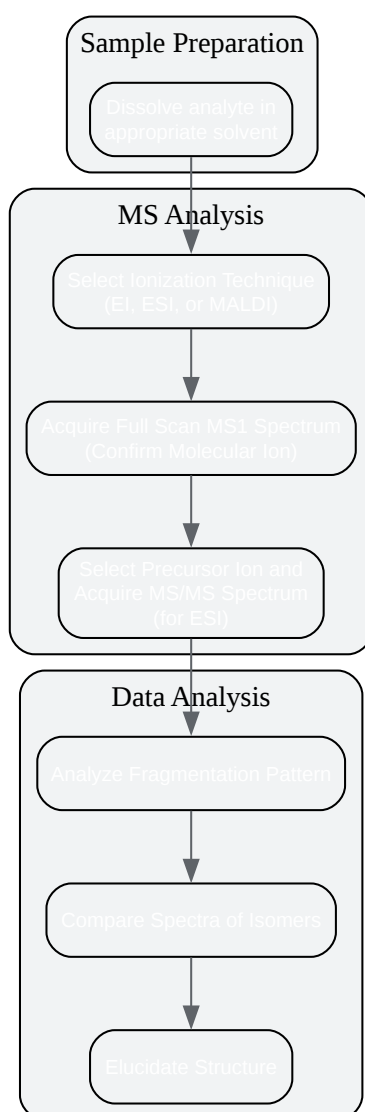 Sample Preparation
Dissolve analyte in
appropriate solvent
MS Analysis
Select Ionization Technique
(EI, ESI, or MALDI)
Acquire Full Scan MS1 Spectrum
(Confirm Molecular Ion)
Select Precursor Ion and
Acquire MS/MS Spectrum
(for ESI)
Data Analysis
Analyze Fragmentation Pattern
Compare Spectra of Isomers
Elucidate Structure